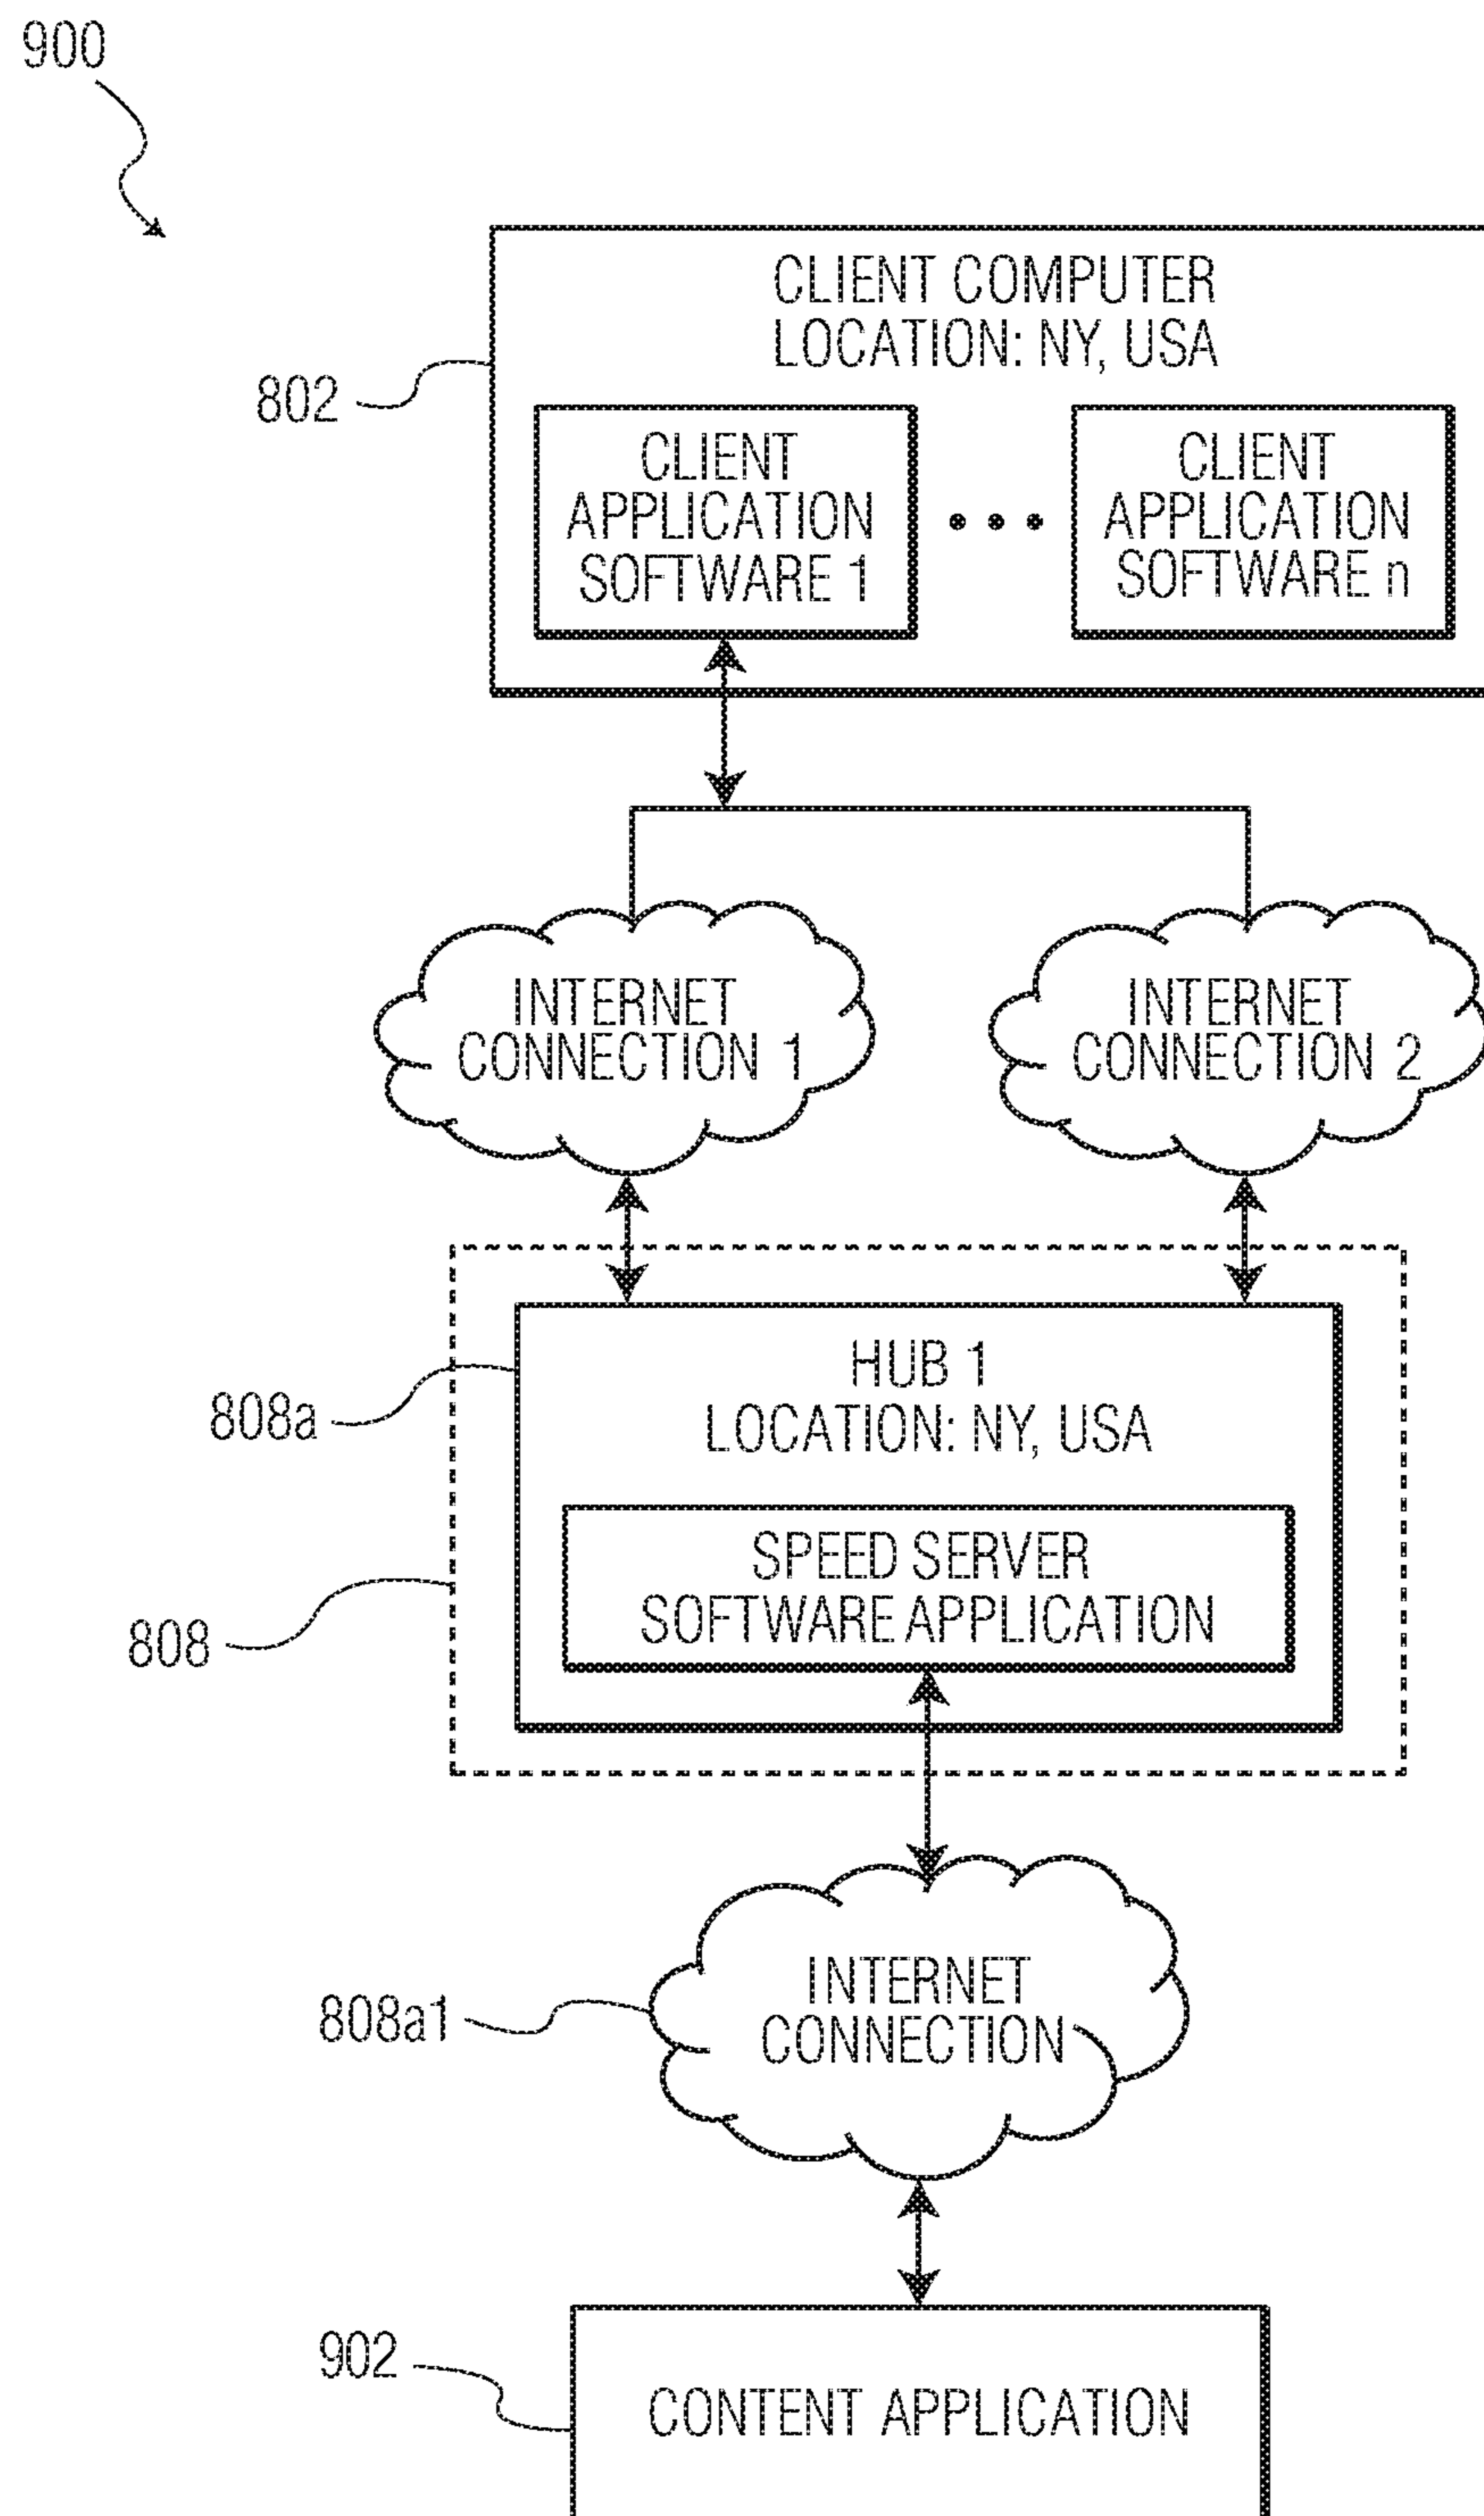 900
CLIENT COMPUTER
LOCATION: NY, USA
802
CLIENT
APPLICATION
SOFTWARE 1
CLIENT
APPLICATION
SOFTWARE n
INTERNET
CONNECTION 1
INTERNET
CONNECTION 2
HUB 1
LOCATION: NY, USA
808a
SPEED SERVER
SOFTWARE APPLICATION
808
INTERNET
CONNECTION
808a1
902
CONTENT APPLICATION